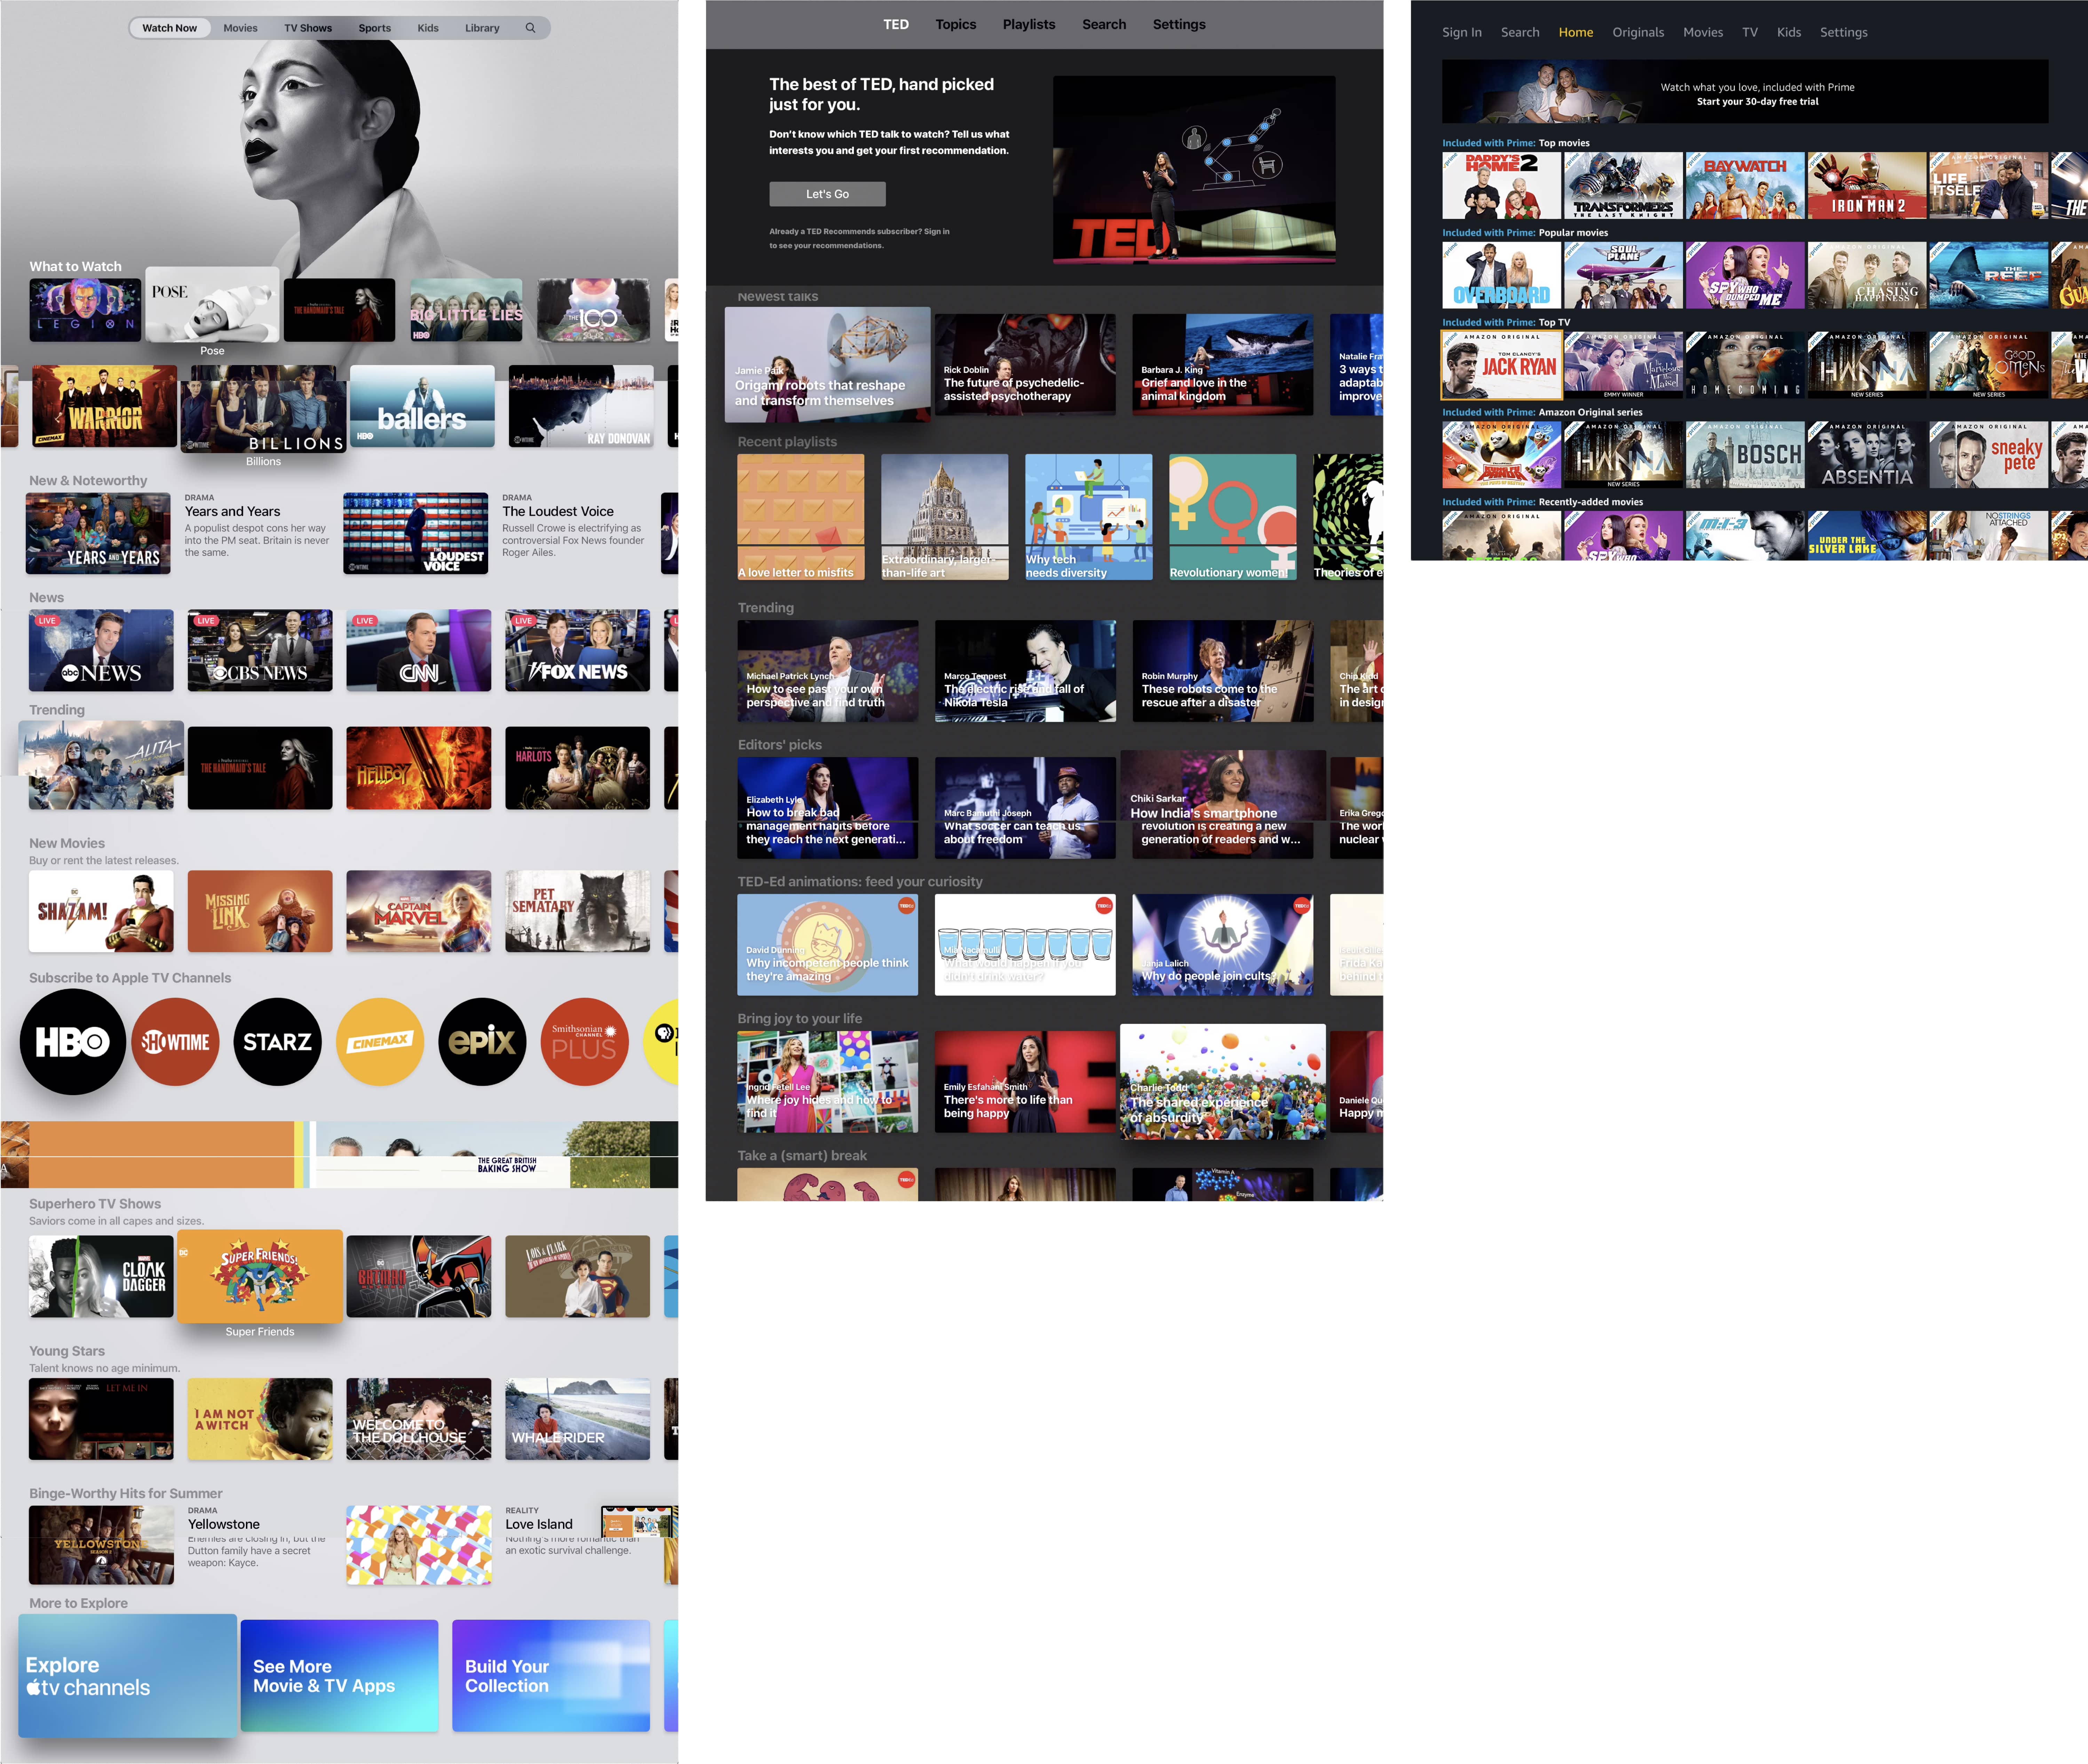 Watch Now
Movies
TV Shows
Sports
Kids
Library
What to Watch
LEGION
POSE
THE HANDMAID'S TALE
BIG LITTLE LIES
HBO
THE 100
Pose
WARRIOR
CINEMAX
SHOWTIME
BILLIONS
ballers
HBO
SHOWTIME
RAY DONOVAN
Billions
New & Noteworthy
YEARS AND YEARS
DRAMA
Years and Years
A populist despot cons her way
into the PM seat. Britain is never
the same.
SHOWTIME
THE LOUDEST
VOICE
DRAMA
The Loudest Voice
Russell Crowe is electrifying as
controversial Fox News founder
Roger Ailes.
News
LIVE
abc NEWS
LIVE
CBS NEWS
LIVE
CNN
LIVE
FOX NEWS
Trending
ALITA
THE HANDMAID'S TALE
HELLBOY
HARLOTS
New Movies
Buy or rent the latest releases.
DC
SHAZAM!
MISSING
LINK
CAPTAIN
MARVEL
PET
SEMATARY
Subscribe to Apple TV Channels
HBO
SHOWTIME
STARZ
CINEMAX
epix
Smithsonian
CHANNEL
PLUS
THE GREAT BRITISH
BAKING SHOW
Superhero TV Shows
Saviors come in all capes and sizes.
MARVEL
CLOAK
DAGGER
DC
SUPER FRIENDS!
BATMAN
LOIS & CLARK
Super Friends
Young Stars
Talent knows no age minimum.
LET ME IN
I AM NOT
A WITCH
WELCOME TO
THE DOLLHOUSE
WHALE RIDER
Binge-Worthy Hits for Summer
YELLOWSTONE
DRAMA
Yellowstone
Enemies are closing in, but the
Dutton family have a secret
weapon: Kayce.
REALITY
Love Island
Nothing's more romantic than
an exotic survival challenge.
More to Explore
Explore
tv channels
See More
Movie & TV Apps
Build Your
Collection
TED
Topics
Playlists
Search
Settings
The best of TED, hand picked
just for you.
Don't know which TED talk to watch? Tell us what
interests you and get your first recommendation.
Let's Go
Already a TED Recommends subscriber? Sign in
to see your recommendations.
TED
Newest talks
Jamie Paik
Origami robots that reshape
and transform themselves
Rick Doblin
The future of psychedelic-
assisted psychotherapy
Barbara J. King
Grief and love in the
animal kingdom
Natalie
3 ways t
adaptab
improve
Recent playlists
A love letter to misfits
Extraordinary, larger-
than-life art
Why tech
needs diversity
Revolutionary women!
Theories of e
Trending
Michael Patrick Lynch
How to see past your own
perspective and find truth
Marco Tempest
The electric rise and fall of
Nikola Tesla
Robin Murphy
These robots come to the
rescue after a disaster
Chip Kidd
The art o
in desig
Editors' picks
Elizabeth Lyle
How to break bad
management habits before
they reach the next generati...
Marc Bamuthi Joseph
What soccer can teach us
about freedom
Chiki Sarkar
How India's smartphone
revolution is creating a new
generation of readers and w...
Erika Greg
The wor
nuclear
TED-Ed animations: feed your curiosity
David Dunning
Why incompetent people think
they're amazing
Mia Nacamulli
What would happen if you
didn't drink water?
Janja Lalich
Why do people join cults?
Frida Ka
behind t
Bring joy to your life
Ingrid Fetell Lee
Where joy hides and how to
find it
Emily Esfahani Smith
There's more to life than
being happy
Charlie Todd
The shared experience
of absurdity
Daniele Qu
Happy m
Take a (smart) break
Vitamin A
Enzyme
Sign In
Search
Home
Originals
Movies
TV
Kids
Settings
Watch what you love, included with Prime
Start your 30-day free trial
Included with Prime: Top movies
DADDY'S
HOME 2
TRANSFORMERS
THE LAST KNIGHT
BAYWATCH
IRON MAN 2
AMAZON ORIGINAL
LIFE
ITSELF
THE
Included with Prime: Popular movies
OVERBOARD
SOUL
PLANE
THE
SPY WHO
DUMPED ME
AMAZON ORIGINAL
CHASING
HAPPINESS
THE
REEF
Included with Prime: Top TV
AMAZON ORIGINAL
TOM CLANCY'S
JACK RYAN
AMAZON ORIGINAL
The Marvelous
Mrs. Maisel
EMMY WINNER
AMAZON ORIGINAL
HOMECOMING
AMAZON ORIGINAL
HANNA
NEW SERIES
AMAZON ORIGINAL
GOOD
OMENS
NEW SERIES
Included with Prime: Amazon Original series
AMAZON ORIGINAL
KUNG FU
PANDA
AMAZON ORIGINAL
HANNA
NEW SERIES
AMAZON ORIGINAL
BOSCH
AMAZON ORIGINAL
ABSENTIA
AMAZON ORIGINAL
sneaky
pete
Included with Prime: Recently-added movies
AMAZON ORIGINAL
THE
SPY WHO
m:i-2
UNDER THE
SILVER LAKE
NO STRINGS
ATTACHED